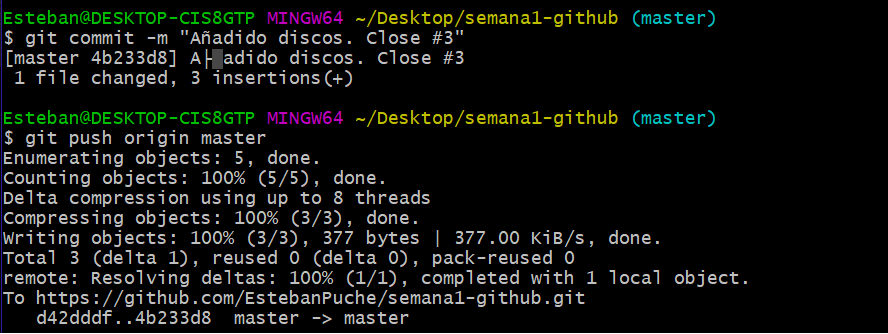 Esteban@DESKTOP-CIS8GTP MINGW64 ~/Desktop/semana1-github (master)
$ git commit -m "Añadido discos. Close #3"
[master 4b233d8] A├ adido discos. Close #3
 1 file changed, 3 insertions(+)
Esteban@DESKTOP-CIS8GTP MINGW64 ~/Desktop/semana1-github (master)
$ git push origin master
Enumerating objects: 5, done.
Counting objects: 100% (5/5), done.
Delta compression using up to 8 threads
Compressing objects: 100% (3/3), done.
Writing objects: 100% (3/3), 377 bytes | 377.00 KiB/s, done.
Total 3 (delta 1), reused 0 (delta 0), pack-reused 0
remote: Resolving deltas: 100% (1/1), completed with 1 local object.
To https://github.com/EstebanPuche/semana1-github.git
   d42dddf..4b233d8  master -> master